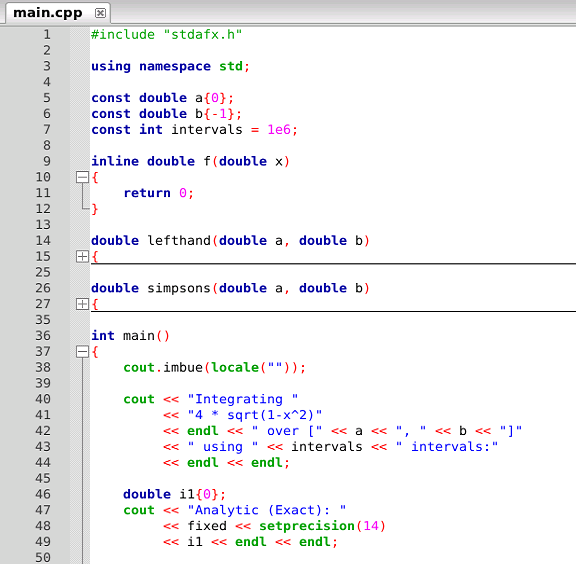 main.cpp
1 #include "stdafx.h"
2
3 using namespace std;
4
5 const double a{0};
6 const double b{-1};
7 const int intervals = 1e6;
8
9 inline double f(double x)
10 {
11     return 0;
12 }
13
14 double lefthand(double a, double b)
15 {
25
26 double simpsons(double a, double b)
27 {
35
36 int main()
37 {
38     cout.imbue(locale(""));
39
40     cout << "Integrating "
41          << "4 * sqrt(1-x^2)"
42          << endl << " over [" << a << ", " << b << "]"
43          << " using " << intervals << " intervals:"
44          << endl << endl;
45
46     double i1{0};
47     cout << "Analytic (Exact): "
48          << fixed << setprecision(14)
49          << i1 << endl << endl;
50